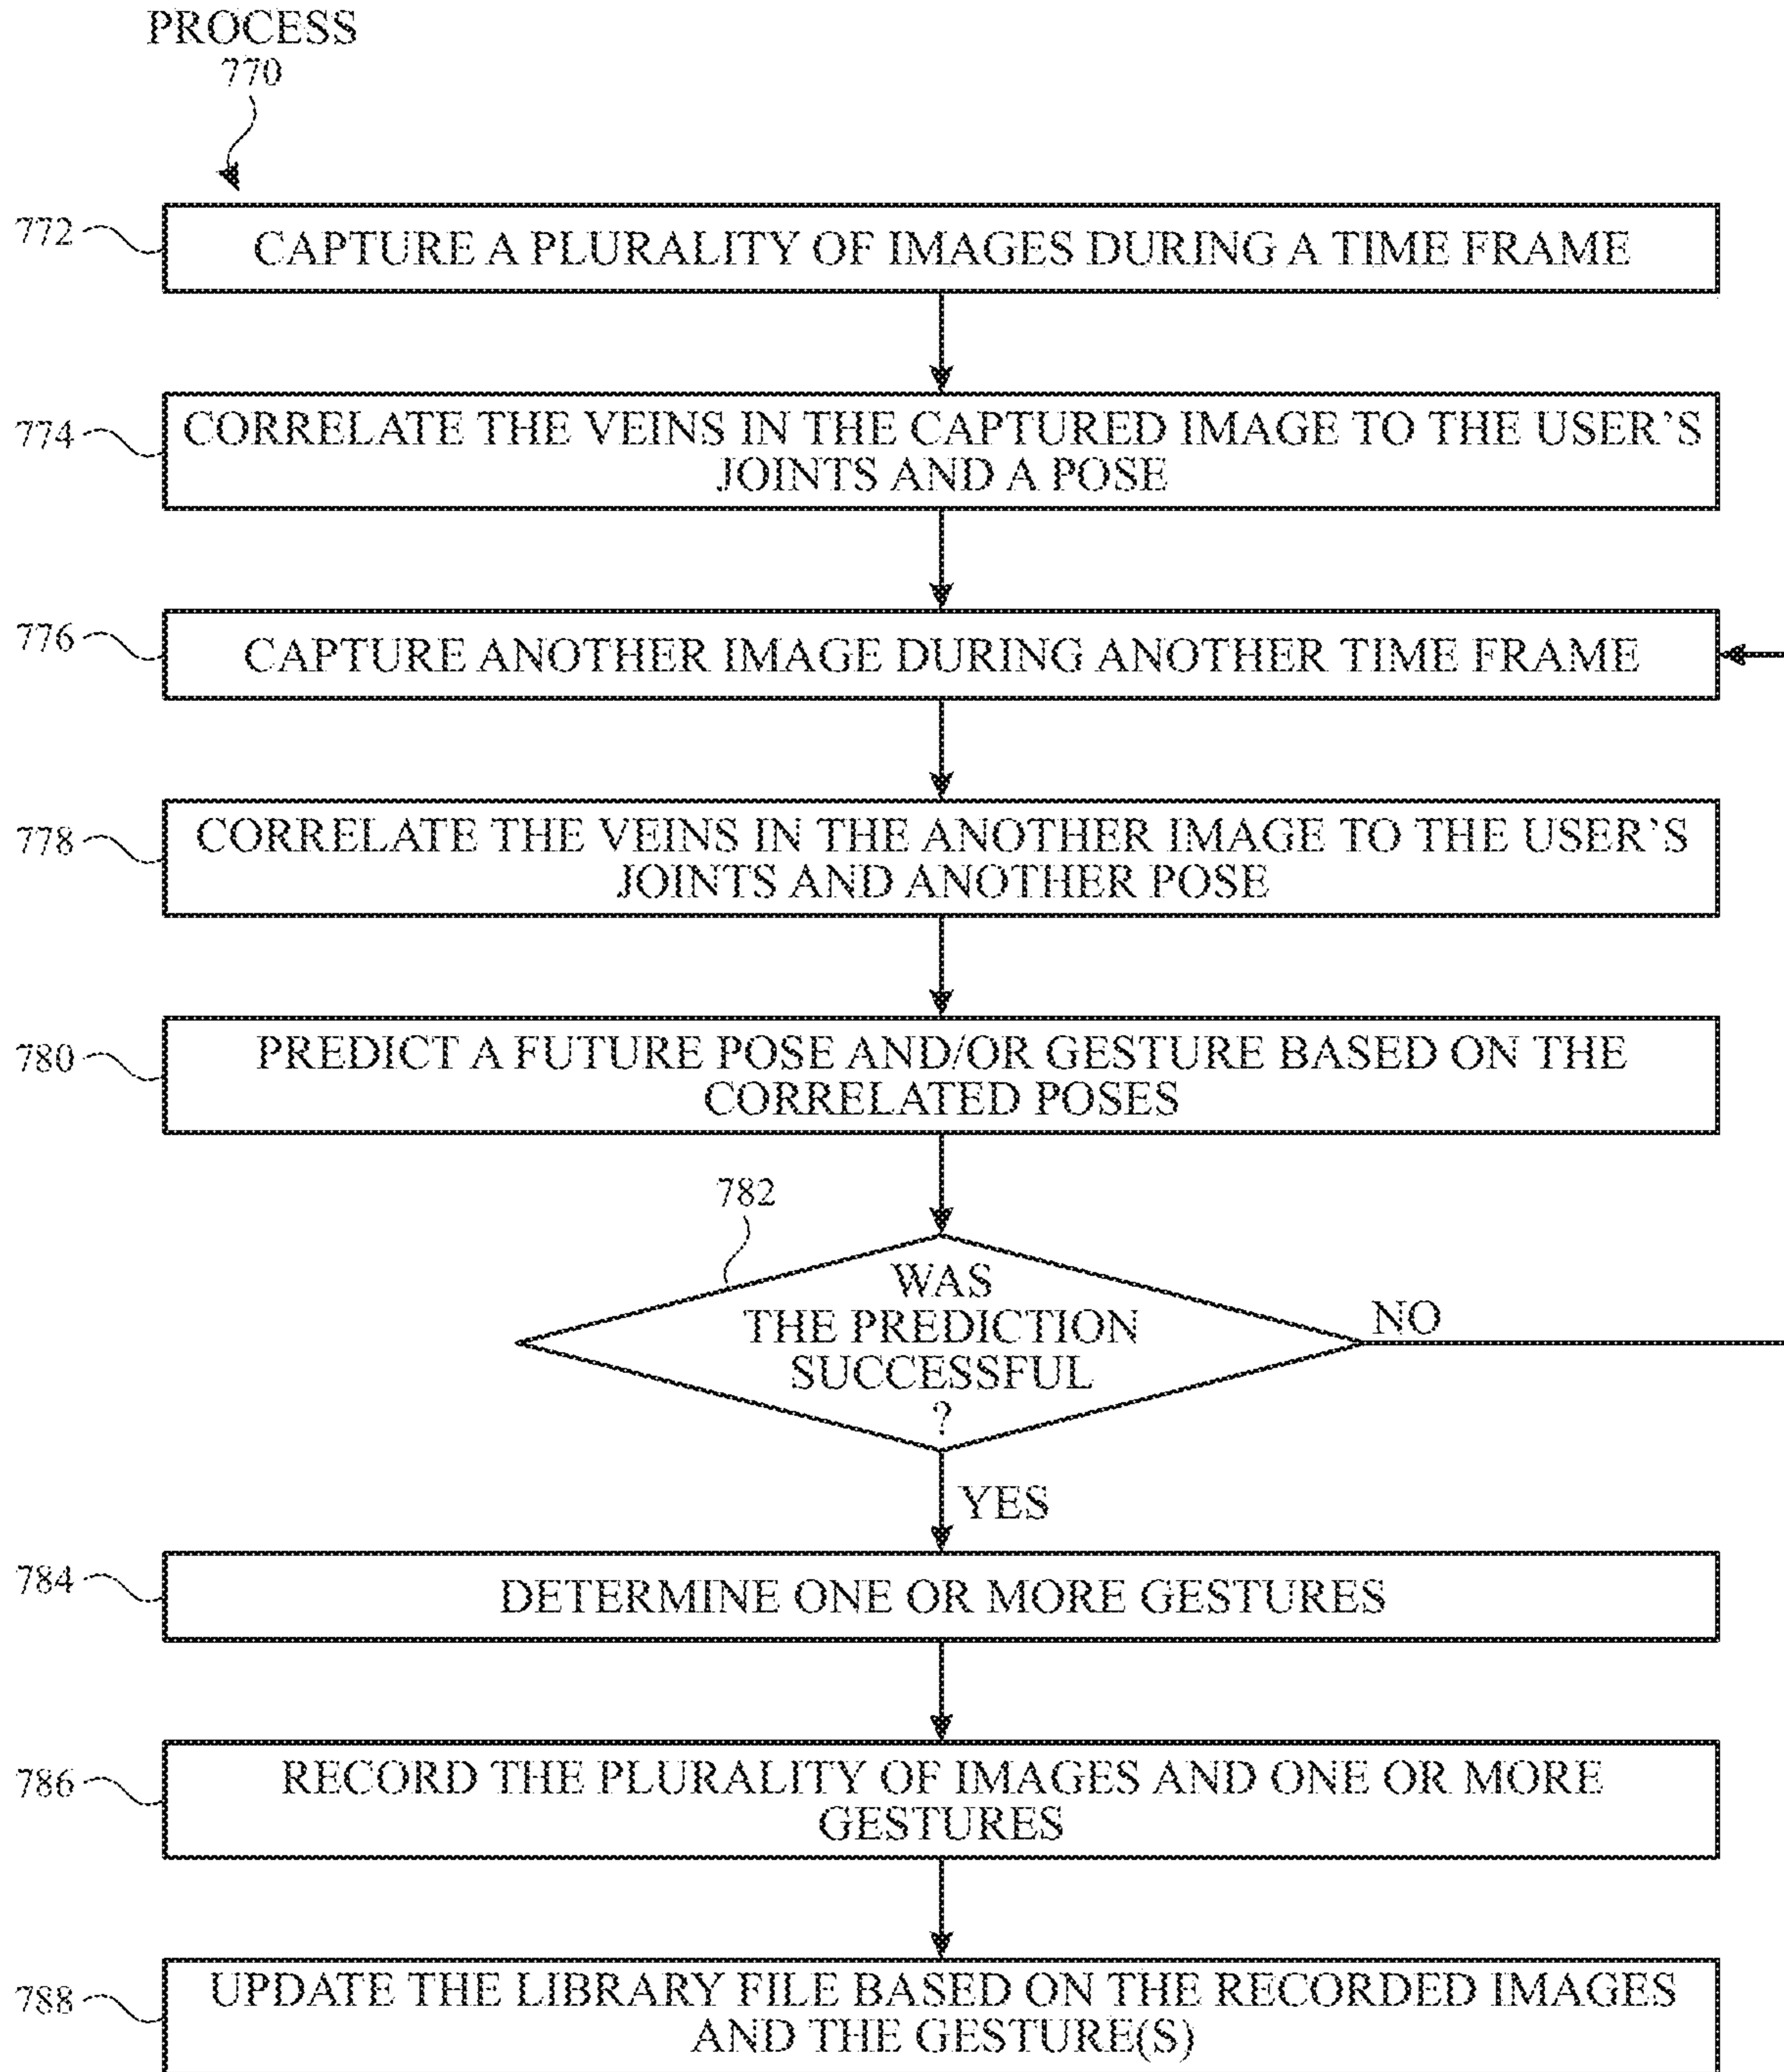 PROCESS
770
772
CAPTURE A PLURALITY OF IMAGES DURING A TIME FRAME
774
CORRELATE THE VEINS IN THE CAPTURED IMAGE TO THE USER'S
JOINTS AND A POSE
776
CAPTURE ANOTHER IMAGE DURING ANOTHER TIME FRAME
778
CORRELATE THE VEINS IN THE ANOTHER IMAGE TO THE USER'S
JOINTS AND ANOTHER POSE
780
PREDICT A FUTURE POSE AND/OR GESTURE BASED ON THE
CORRELATED POSES
782
WAS
THE PREDICTION
SUCCESSFUL
?
NO
YES
784
DETERMINE ONE OR MORE GESTURES
786
RECORD THE PLURALITY OF IMAGES AND ONE OR MORE
GESTURES
788
UPDATE THE LIBRARY FILE BASED ON THE RECORDED IMAGES
AND THE GESTURE(S)